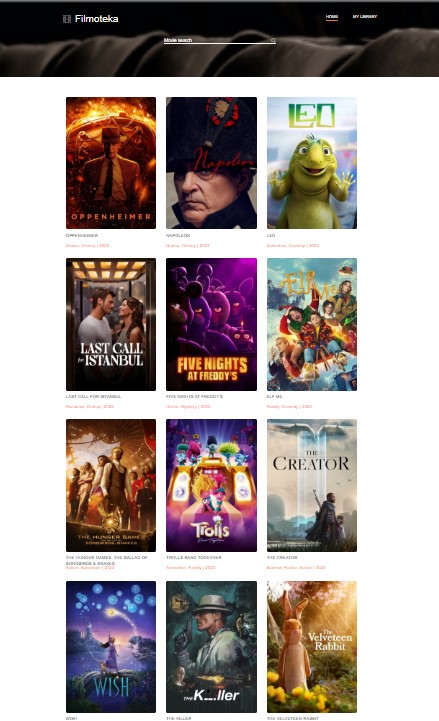 Filmoteka
HOME
MY LIBRARY
Movie search
OPPENHEIMER
Napoleon
LEO
OPPENHEIMER
NAPOLEON
LEO
Drama, History | 2023
Drama, History | 2023
Animation, Comedy | 2023
LAST CALL
for ISTANBUL
FIVE NIGHTS
AT FREDDY'S
ELF
ME
LAST CALL FOR ISTANBUL
FIVE NIGHTS AT FREDDY'S
ELF ME
Romance, Drama | 2023
Horror, Mystery | 2023
Family, Comedy | 2023
THE HUNGER GAMES
Trolls
THE
CREATOR
THE HUNGER GAMES: THE BALLAD OF
SONGBIRDS & SNAKES
TROLLS BAND TOGETHER
THE CREATOR
Action, Adventure | 2023
Animation, Family | 2023
Science Fiction, Action | 2023
WISH
THE K...ller
The
Velveteen
Rabbit
WISH
THE KILLER
THE VELVETEEN RABBIT